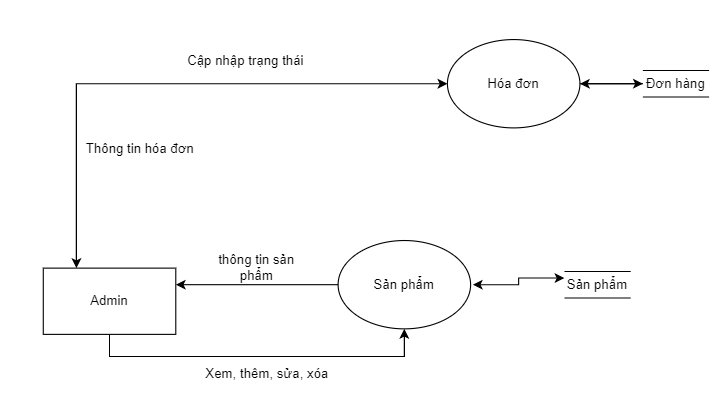 Cập nhập trạng thái
Hóa đơn
Đơn hàng
Thông tin hóa đơn
thông tin sản
phẩm
Sản phẩm
Sản phẩm
Admin
Xem, thêm, sửa, xóa